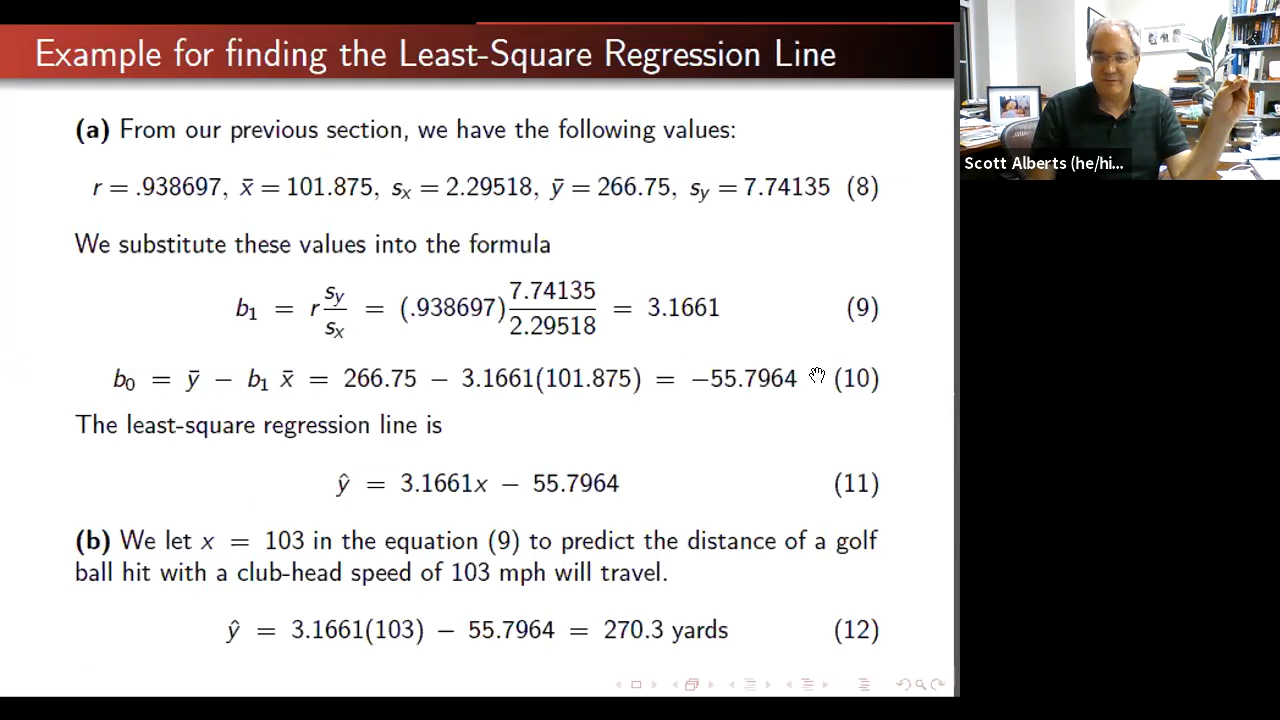 Example for finding the Least-Square Regression Line
(a) From our previous section, we have the following values:
r = .938697, x̄ = 101.875, sₓ = 2.29518, ȳ = 266.75, s_y = 7.74135 (8)
We substitute these values into the formula
b₁ = r s_y/sₓ = (.938697) 7.74135/2.29518 = 3.1661 (9)
b₀ = ȳ − b₁ x̄ = 266.75 − 3.1661(101.875) = −55.7964 (10)
The least-square regression line is
ŷ = 3.1661x − 55.7964 (11)
(b) We let x = 103 in the equation (9) to predict the distance of a golf
ball hit with a club-head speed of 103 mph will travel.
ŷ = 3.1661(103) − 55.7964 = 270.3 yards (12)
Scott Alberts (he/hi...